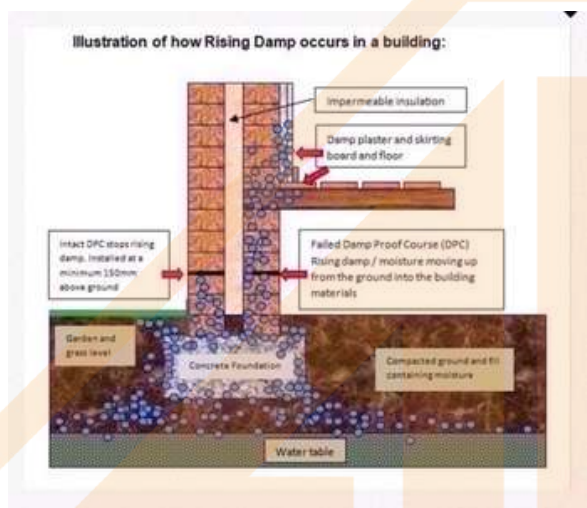 Illustration of how Rising Damp occurs in a building:
Impermeable insulation
Damp plaster and skirting
board and floor
Intact DPC stops rising
damp. Installed at a
minimum 150mm
above ground
Failed Damp Proof Course (DPC)
Rising damp / moisture moving up
from the ground into the building
materials
Garden and
grass level
Concrete Foundation
Compacted ground and fill
containing moisture
Water table